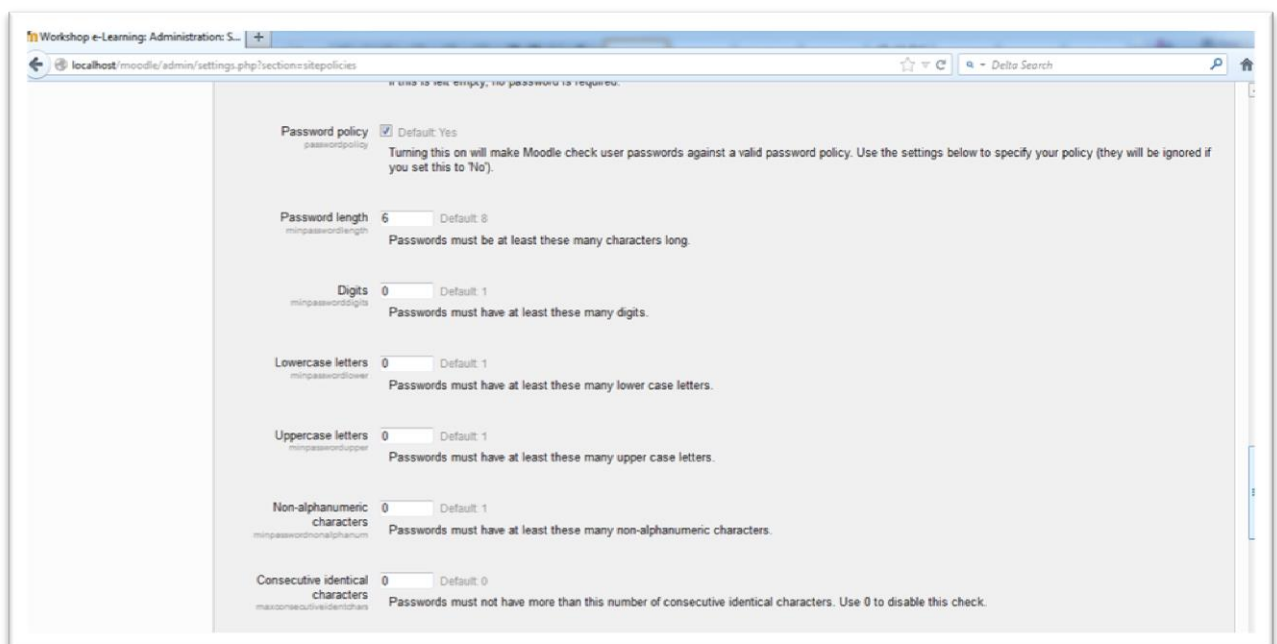 Workshop e-Learning: Administration: S...
localhost/moodle/admin/settings.php?section=sitepolicies
Delta Search
If this is left empty, no password is required.
Password policy Default: Yes
passwordpolicy
Turning this on will make Moodle check user passwords against a valid password policy. Use the settings below to specify your policy (they will be ignored if
you set this to 'No').
Password length 6 Default: 8
minpasswordlength
Passwords must be at least these many characters long.
Digits 0 Default: 1
minpassworddigits
Passwords must have at least these many digits.
Lowercase letters 0 Default: 1
minpasswordlower
Passwords must have at least these many lower case letters.
Uppercase letters 0 Default: 1
minpasswordupper
Passwords must have at least these many upper case letters.
Non-alphanumeric 0 Default: 1
characters
minpasswordnonalphanum
Passwords must have at least these many non-alphanumeric characters.
Consecutive identical 0 Default: 0
characters
maxconsecutiveidentchars
Passwords must not have more than this number of consecutive identical characters. Use 0 to disable this check.